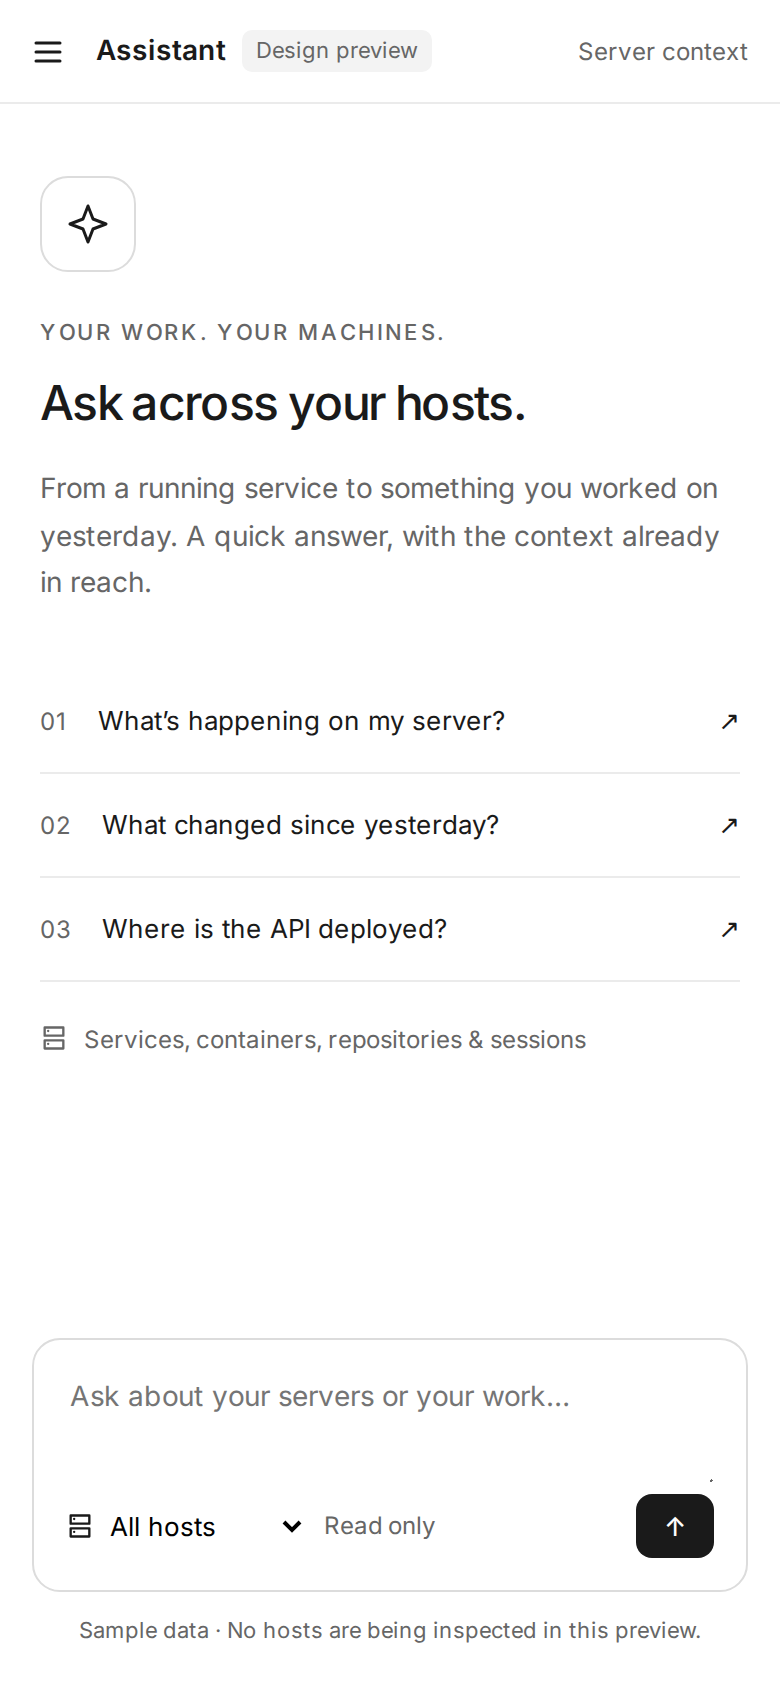 Assistant Design preview Server context
YOUR WORK. YOUR MACHINES.
Ask across your hosts.
From a running service to something you worked on
yesterday. A quick answer, with the context already
in reach.
01 What’s happening on my server? ↗
02 What changed since yesterday? ↗
03 Where is the API deployed? ↗
Services, containers, repositories & sessions
Ask about your servers or your work...
All hosts Read only ↑
Sample data · No hosts are being inspected in this preview.